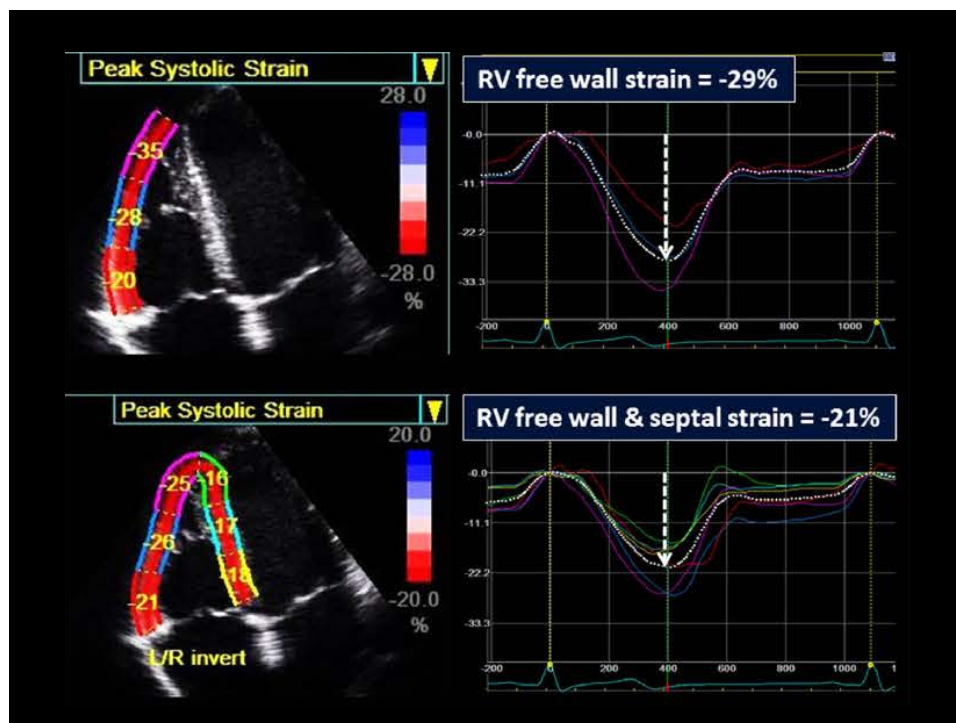 Peak Systolic Strain
28.0
-35
-28
-20
-28.0
%
RV free wall strain = -29%
-0.0
-11.1
-22.2
-33.3
-200 0 200 400 600 800 1000
Peak Systolic Strain
20.0
-25 -16
-26 -17
-21 -18
-20.0
%
L/R invert
RV free wall & septal strain = -21%
-0.0
-11.1
-22.2
-33.3
-200 0 200 400 600 800 1000